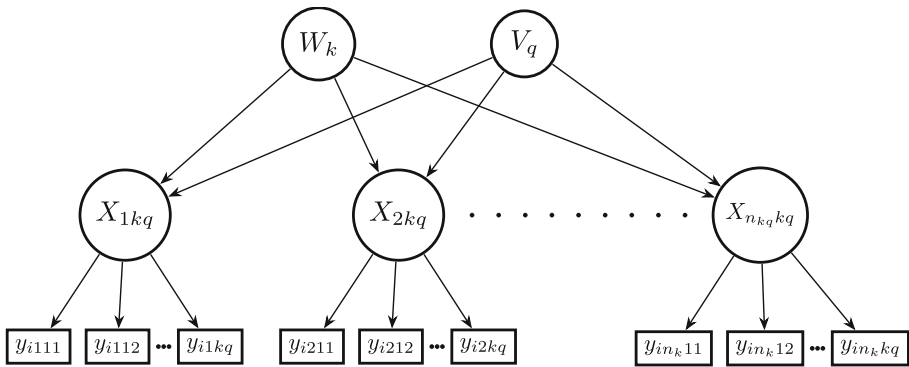 W_k V_q
X_{1kq} X_{2kq} . . . . . . . . . X_{n_{kq}kq}
y_{i111} y_{i112} ... y_{i1kq} y_{i211} y_{i212} ... y_{i2kq} y_{in_k11} y_{in_k12} ... y_{in_kkq}